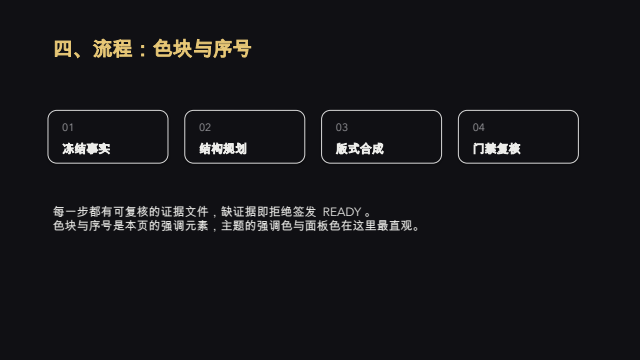 四、流程：色块与序号
01
冻结事实
02
结构规划
03
版式合成
04
门禁复核
每一步都有可复核的证据文件，缺证据即拒绝签发 READY。
色块与序号是本页的强调元素，主题的强调色与面板色在这里最直观。